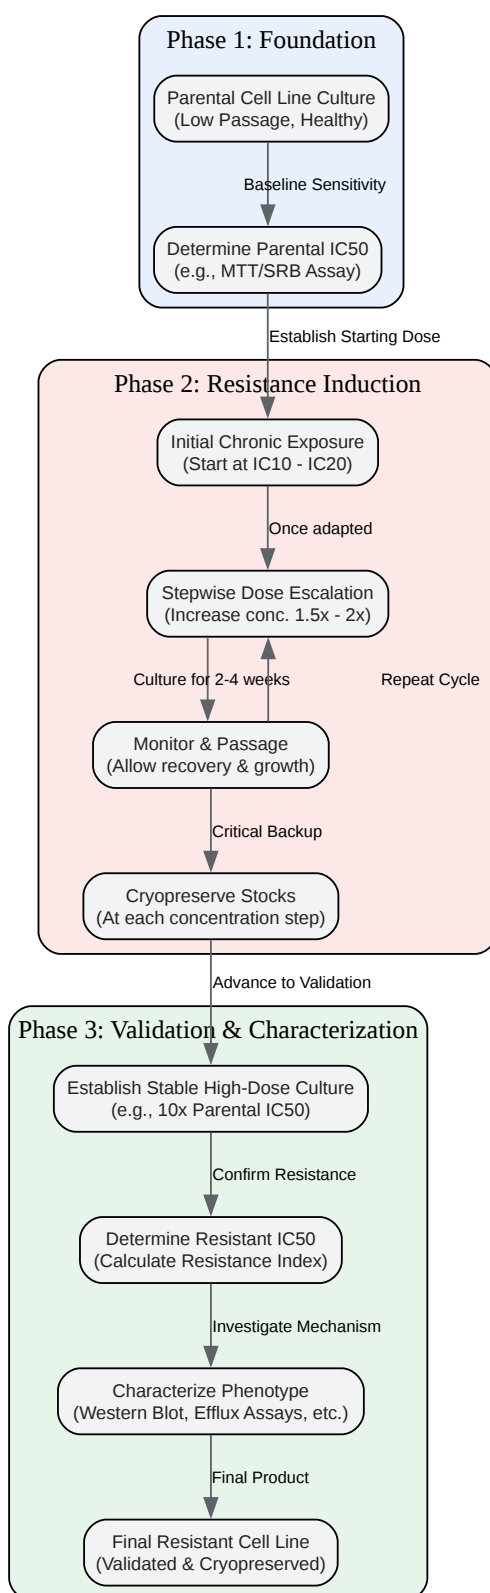 Phase 1: Foundation
Parental Cell Line Culture
(Low Passage, Healthy)
Baseline Sensitivity
Determine Parental IC50
(e.g., MTT/SRB Assay)
Establish Starting Dose
Phase 2: Resistance Induction
Initial Chronic Exposure
(Start at IC10 - IC20)
Once adapted
Stepwise Dose Escalation
(Increase conc. 1.5x - 2x)
Culture for 2-4 weeks
Repeat Cycle
Monitor & Passage
(Allow recovery & growth)
Critical Backup
Cryopreserve Stocks
(At each concentration step)
Advance to Validation
Phase 3: Validation & Characterization
Establish Stable High-Dose Culture
(e.g., 10x Parental IC50)
Confirm Resistance
Determine Resistant IC50
(Calculate Resistance Index)
Investigate Mechanism
Characterize Phenotype
(Western Blot, Efflux Assays, etc.)
Final Product
Final Resistant Cell Line
(Validated & Cryopreserved)